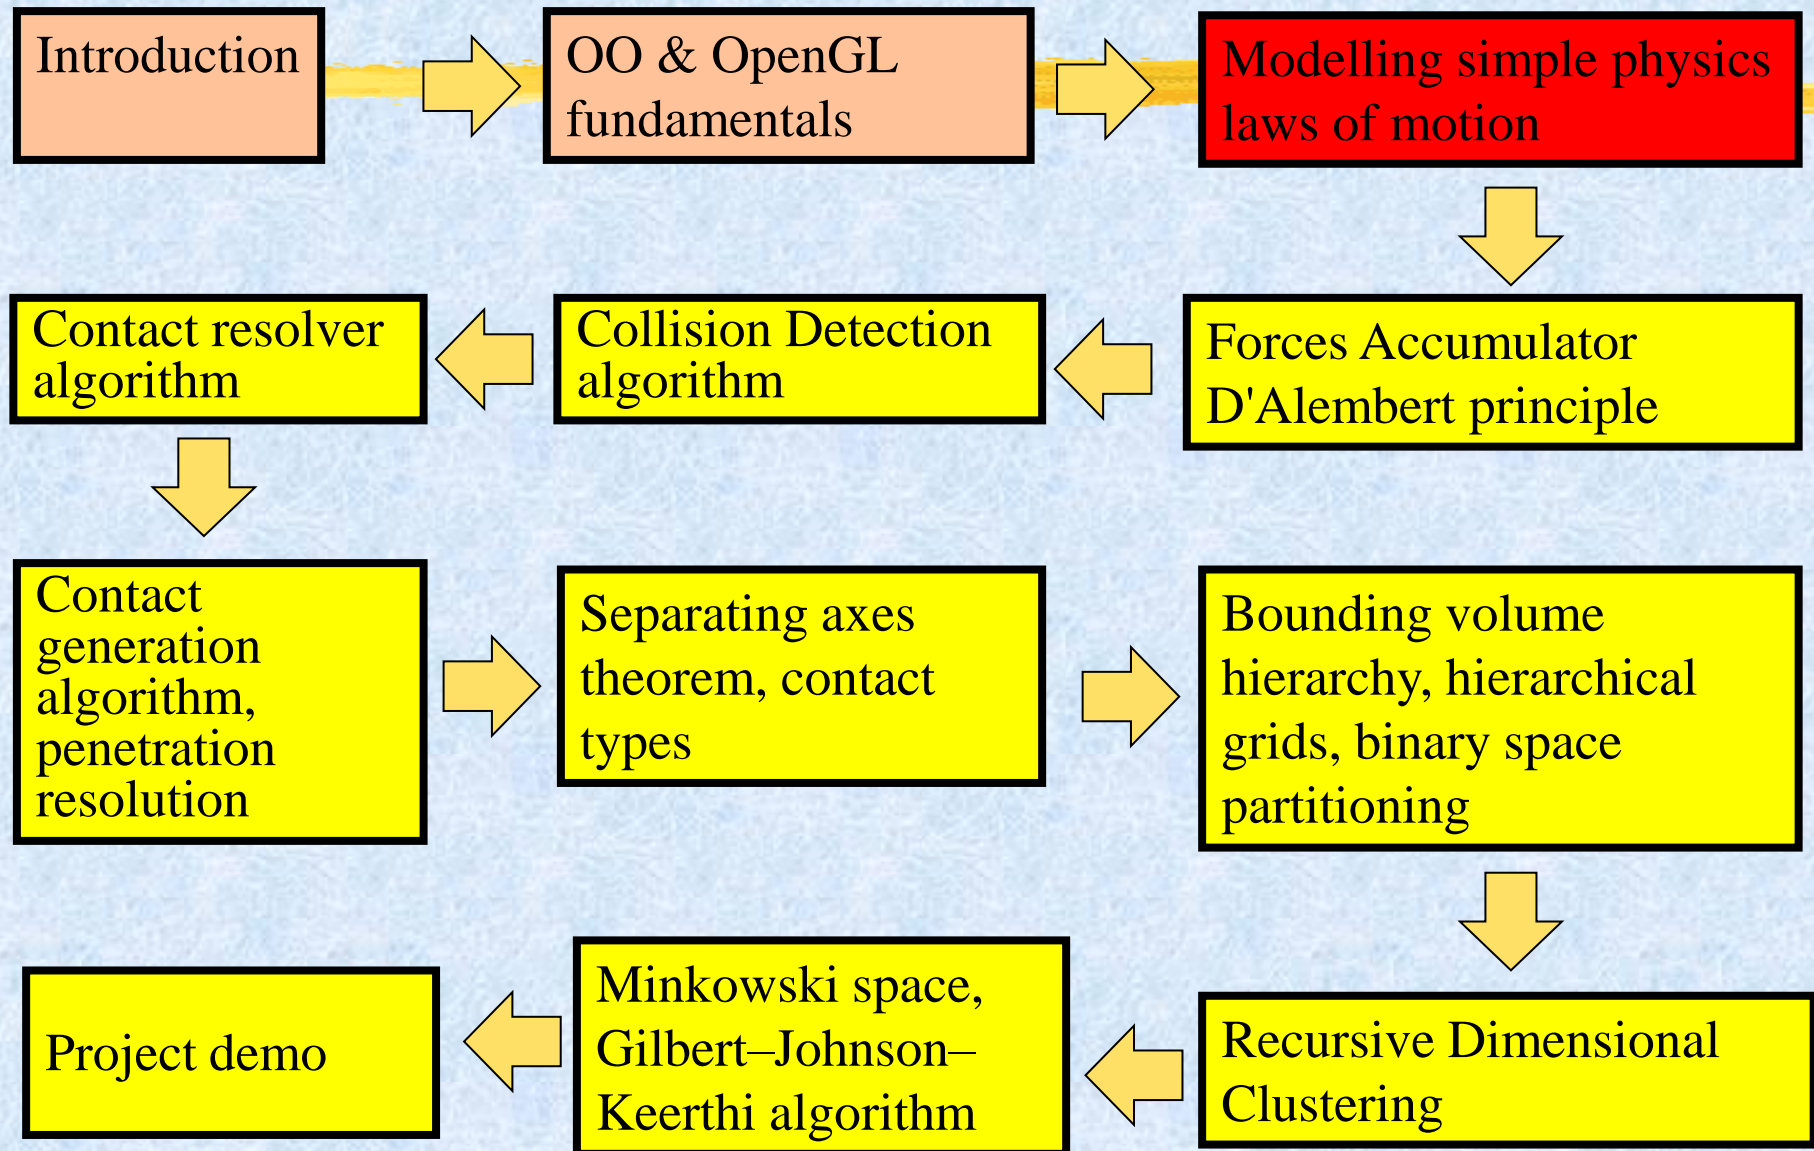 Introduction
OO & OpenGL
fundamentals
Modelling simple physics
laws of motion
Forces Accumulator
D'Alembert principle
Collision Detection
algorithm
Contact resolver
algorithm
Contact
generation
algorithm,
penetration
resolution
Separating axes
theorem, contact
types
Bounding volume
hierarchy, hierarchical
grids, binary space
partitioning
Recursive Dimensional
Clustering
Minkowski space,
Gilbert–Johnson–
Keerthi algorithm
Project demo